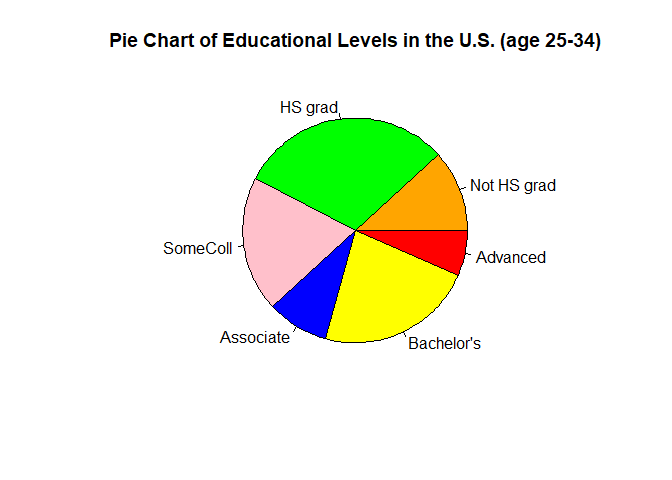 Pie Chart of Educational Levels in the U.S. (age 25-34)
HS grad
Not HS grad
SomeColl
Advanced
Associate
Bachelor's